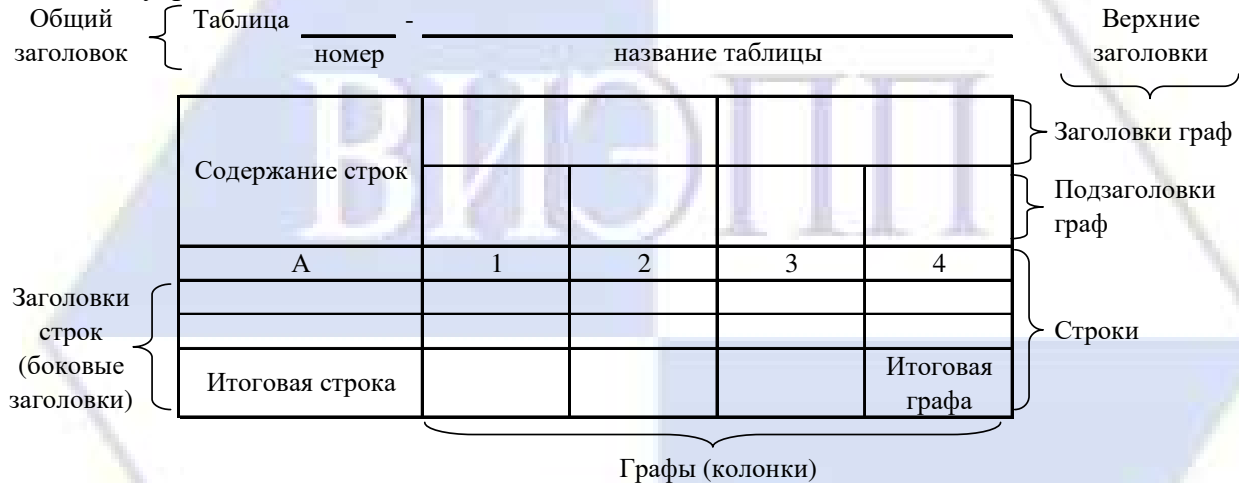 Общий
заголовок
Таблица -
номер
название таблицы
Верхние
заголовки
ВИЭПП
Содержание строк
Заголовки граф
Подзаголовки
граф
А 1 2 3 4
Заголовки
строк
(боковые
заголовки)
Строки
Итоговая строка
Итоговая
графа
Графы (колонки)